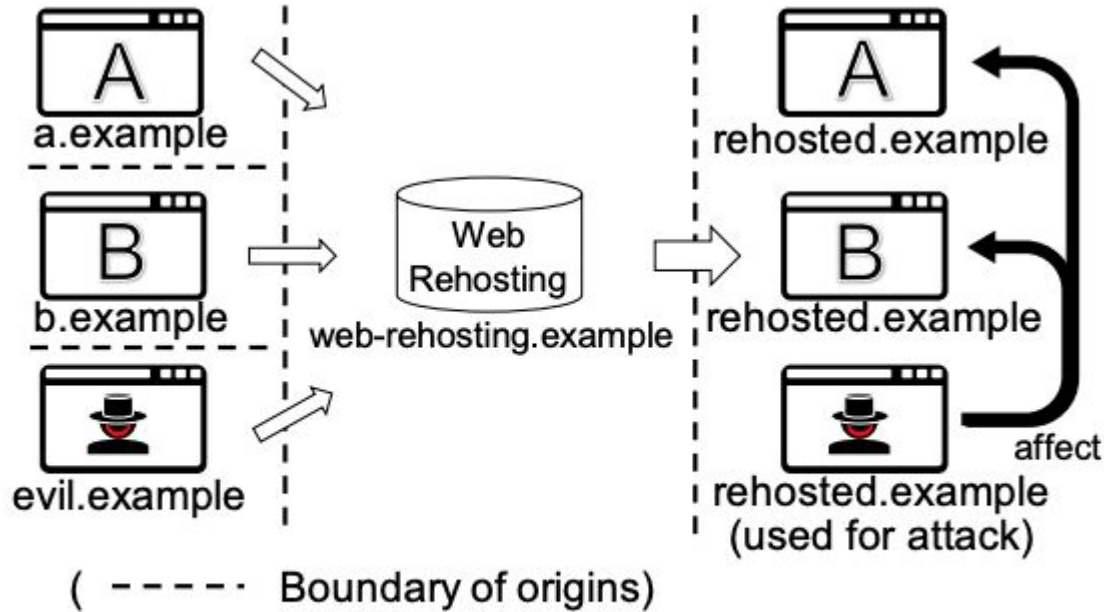 A
a.example
B
b.example
evil.example
Web
Rehosting
web-rehosting.example
A
rehosted.example
B
rehosted.example
affect
rehosted.example
(used for attack)
( Boundary of origins)